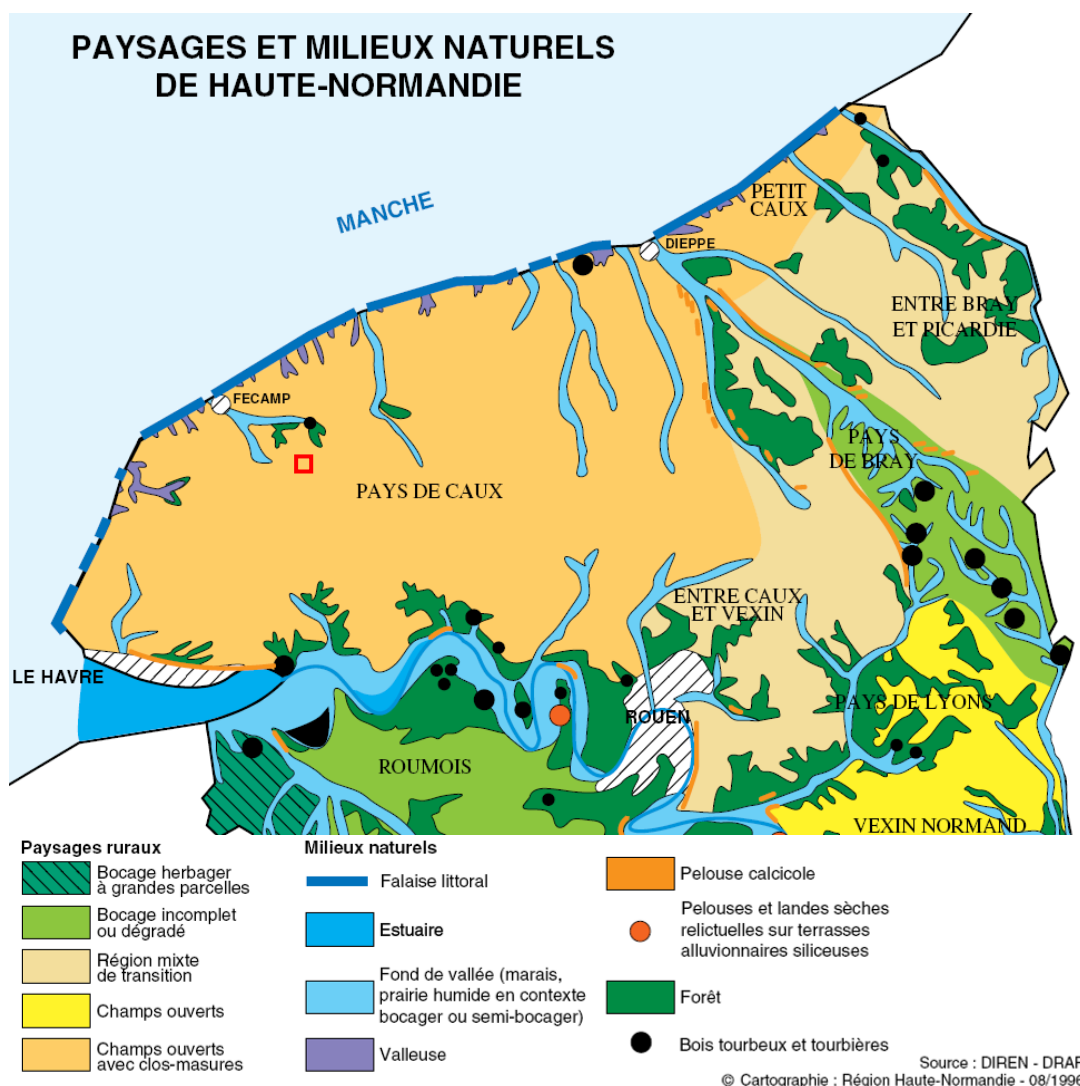 PAYSAGES ET MILIEUX NATURELS
DE HAUTE-NORMANDIE
MANCHE
PETIT
CAUX
DIEPPE
ENTRE BRAY
ET PICARDIE
FECAMP
PAYS
DE BRAY
PAYS DE CAUX
ENTRE CAUX
ET VEXIN
LE HAVRE
ROUEN
PAYS DE LYONS
ROUMOIS
VEXIN NORMAND
Paysages ruraux
Bocage herbager
à grandes parcelles
Bocage incomplet
ou dégradé
Région mixte
de transition
Champs ouverts
Champs ouverts
avec clos-masures
Milieux naturels
Falaise littoral
Estuaire
Fond de vallée (marais,
prairie humide en contexte
bocager ou semi-bocager)
Valleuse
Pelouse calcicole
Pelouses et landes sèches
relictuelles sur terrasses
alluvionnaires siliceuses
Forêt
Bois tourbeux et tourbières
Source : DIREN - DRAF
© Cartographie : Région Haute-Normandie - 08/1996